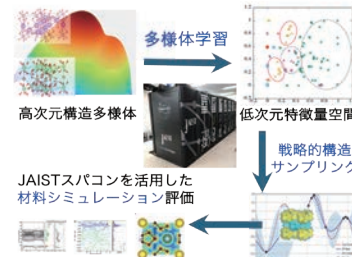 多様体学習
高次元構造多様体
低次元特徴量空間
戦略的構造
サンプリング
JAISTスパコンを活用した
材料シミュレーション評価